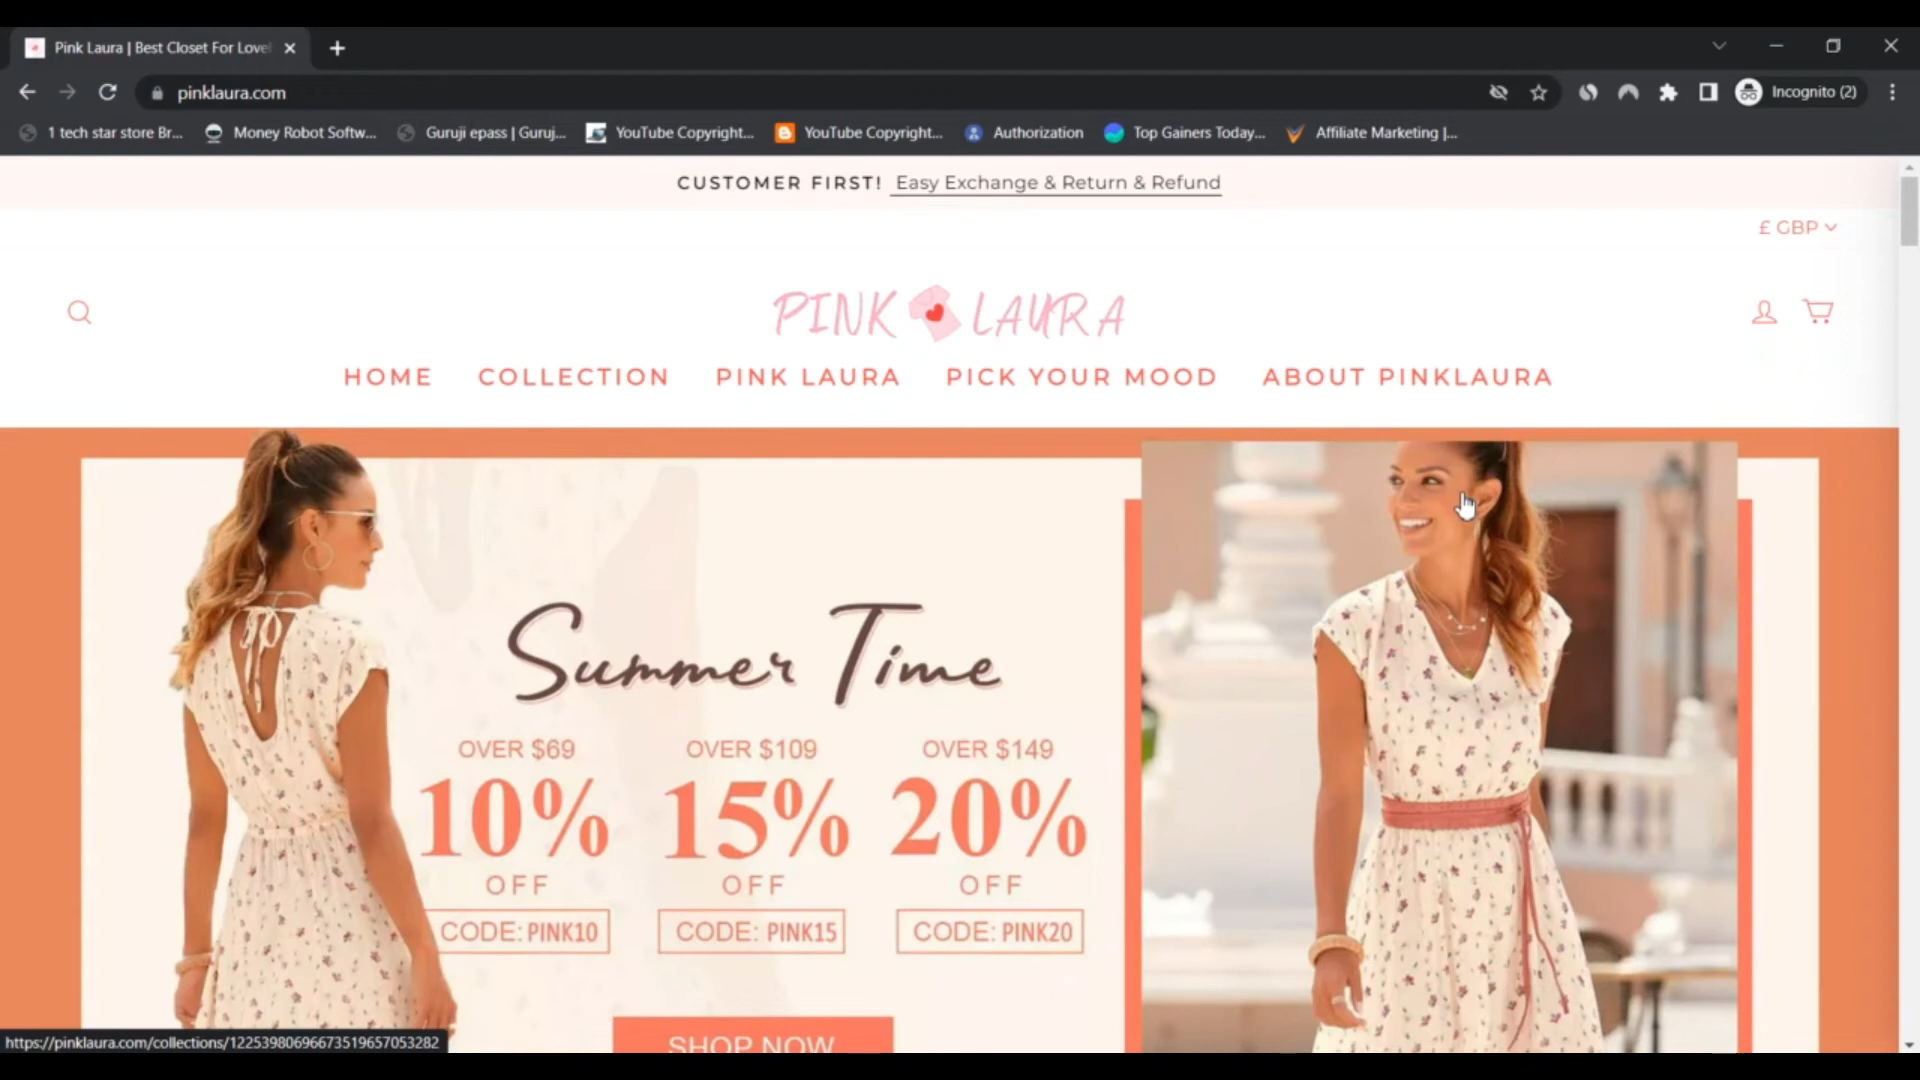 Pink Laura | Best Closet For Lovel
pinklaura.com
Incognito (2)
1 tech star store Br...
Money Robot Softw...
Guruji epass | Guruj...
YouTube Copyright...
YouTube Copyright...
Authorization
Top Gainers Today...
Affiliate Marketing |...
CUSTOMER FIRST! Easy Exchange & Return & Refund
£ GBP
PINK LAURA
HOME COLLECTION PINK LAURA PICK YOUR MOOD ABOUT PINKLAURA
Summer Time
OVER $69 OVER $109 OVER $149
10% 15% 20%
OFF OFF OFF
CODE: PINK10 CODE: PINK15 CODE: PINK20
SHOP NOW
https://pinklaura.com/collections/12253980696673519657053282